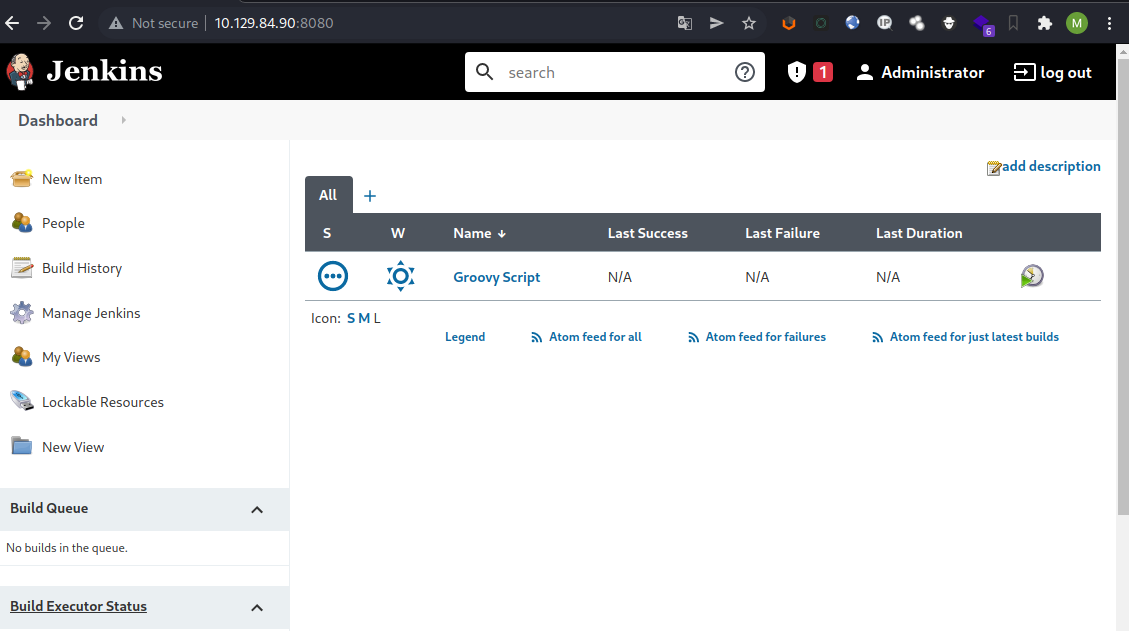 Not secure 10.129.84.90:8080 IP 6 M
Jenkins search 1 Administrator log out
Dashboard
add description
New Item
People
Build History
Manage Jenkins
My Views
Lockable Resources
New View
Build Queue
No builds in the queue.
Build Executor Status
All +
S W Name ↓ Last Success Last Failure Last Duration
Groovy Script N/A N/A N/A
Icon: S M L
Legend Atom feed for all Atom feed for failures Atom feed for just latest builds